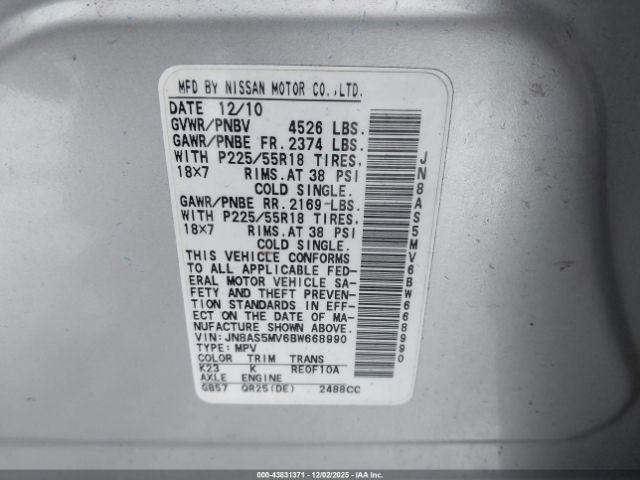 MFD BY NISSAN MOTOR CO.,LTD.
DATE 12/10
GVWR/PNBV 4526 LBS.
GAWR/PNBE FR. 2374 LBS.
WITH P225/55R18 TIRES,
18X7 RIMS.AT 38 PSI
COLD SINGLE.
GAWR/PNBE RR. 2169 LBS.
WITH P225/55R18 TIRES,
18X7 RIMS.AT 38 PSI
COLD SINGLE.
THIS VEHICLE CONFORMS
TO ALL APPLICABLE FED-
ERAL MOTOR VEHICLE SA-
FETY AND THEFT PREVEN-
TION STANDARDS IN EFF-
ECT ON THE DATE OF MA-
NUFACTURE SHOWN ABOVE.
VIN: JN8AS5MV6BW668990
TYPE: MPV
COLOR TRIM TRANS
K23 K RE0F10A
AXLE ENGINE
GB57 QR25(DE) 2488CC
JN8AS5MV6BW668990
000-43831371 - 12/02/2025 - IAAI.COM